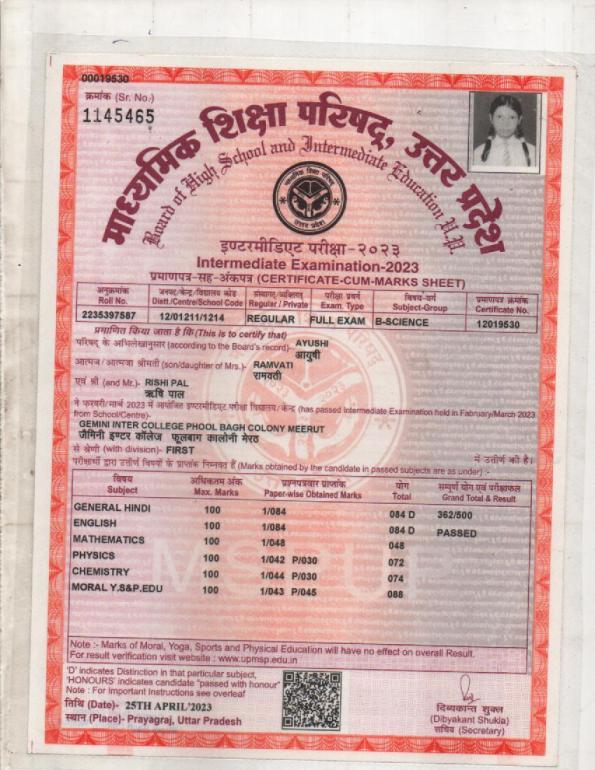 00019530
क्रमांक (Sr. No.)
1145465
माध्यमिक शिक्षा परिषद्, उत्तर प्रदेश
Board of High School and Intermediate Education U.P.
इण्टरमीडिएट परीक्षा-२०२३
Intermediate Examination-2023
प्रमाणपत्र-सह-अंकपत्र (CERTIFICATE-CUM-MARKS SHEET)
अनुक्रमांक जनपद/केन्द्र/विद्यालय कोड संस्थागत/व्यक्तिगत परीक्षा प्रवर्ग विषय-वर्ग प्रमाणपत्र क्रमांक
Roll No. Distt./Centre/School Code Regular / Private Exam. Type Subject-Group Certificate No.
2235397587 12/01211/1214 REGULAR FULL EXAM B-SCIENCE 12019530
प्रमाणित किया जाता है कि (This is to certify that)
परिषद् के अभिलेखानुसार (according to the Board's record)- AYUSHI
आयुषी
आत्मज/आत्मजा श्रीमती (son/daughter of Mrs.)- RAMVATI
रामवती
एवं श्री (and Mr.)- RISHI PAL
ऋषि पाल
ने फरवरी/मार्च 2023 में आयोजित इण्टरमीडिएट परीक्षा विद्यालय/केन्द्र (has passed Intermediate Examination held in Fabruary/March 2023
from School/Centre)-
GEMINI INTER COLLEGE PHOOL BAGH COLONY MEERUT
जैमिनी इण्टर कॉलेज फूलबाग कालोनी मेरठ
से श्रेणी (with division)- FIRST में उत्तीर्ण की है।
परीक्षार्थी द्वारा उत्तीर्ण विषयों के प्राप्तांक निम्नवत् हैं (Marks obtained by the candidate in passed subjects are as under) :-
विषय अधिकतम अंक प्रश्नपत्रवार प्राप्तांक योग सम्पूर्ण योग एवं परीक्षाफल
Subject Max. Marks Paper-wise Obtained Marks Total Grand Total & Result
GENERAL HINDI 100 1/084 084 D 362/500
ENGLISH 100 1/084 084 D PASSED
MATHEMATICS 100 1/048 048
PHYSICS 100 1/042 P/030 072
CHEMISTRY 100 1/044 P/030 074
MORAL Y.S&P.EDU 100 1/043 P/045 088
MSPUP
Note :- Marks of Moral, Yoga, Sports and Physical Education will have no effect on overall Result.
For result verification visit website : www.upmsp.edu.in
'D' indicates Distinction in that particular subject,
'HONOURS' indicates candidate "passed with honour"
Note : For Important Instructions see overleaf
तिथि (Date)- 25TH APRIL'2023
स्थान (Place)- Prayagraj, Uttar Pradesh
दिब्यकान्त शुक्ल
(Dibyakant Shukla)
सचिव (Secretary)